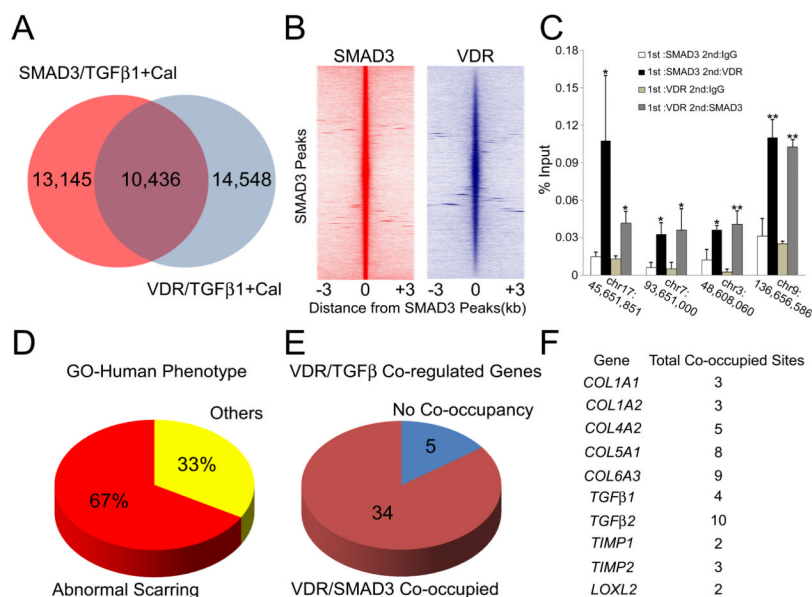 A
SMAD3/TGFβ1+Cal
13,145
10,436
14,548
VDR/TGFβ1+Cal
B
SMAD3
VDR
SMAD3 Peaks
-3 0 +3 -3 0 +3
Distance from SMAD3 Peaks(kb)
C
0.18
0.15
0.12
0.09
0.06
0.03
0
% Input
1st :SMAD3 2nd:IgG
1st :SMAD3 2nd:VDR
1st :VDR 2nd:IgG
1st :VDR 2nd:SMAD3
* * * * * ** ** **
chr17:
45,651,851
chr7:
93,651,000
chr3:
48,608,060
chr9:
136,656,586
D
GO-Human Phenotype
Others
33%
67%
Abnormal Scarring
E
VDR/TGFβ Co-regulated Genes
No Co-occupancy
5
34
VDR/SMAD3 Co-occupied
F
Gene Total Co-occupied Sites
COL1A1 3
COL1A2 3
COL4A2 5
COL5A1 8
COL6A3 9
TGFβ1 4
TGFβ2 10
TIMP1 2
TIMP2 3
LOXL2 2